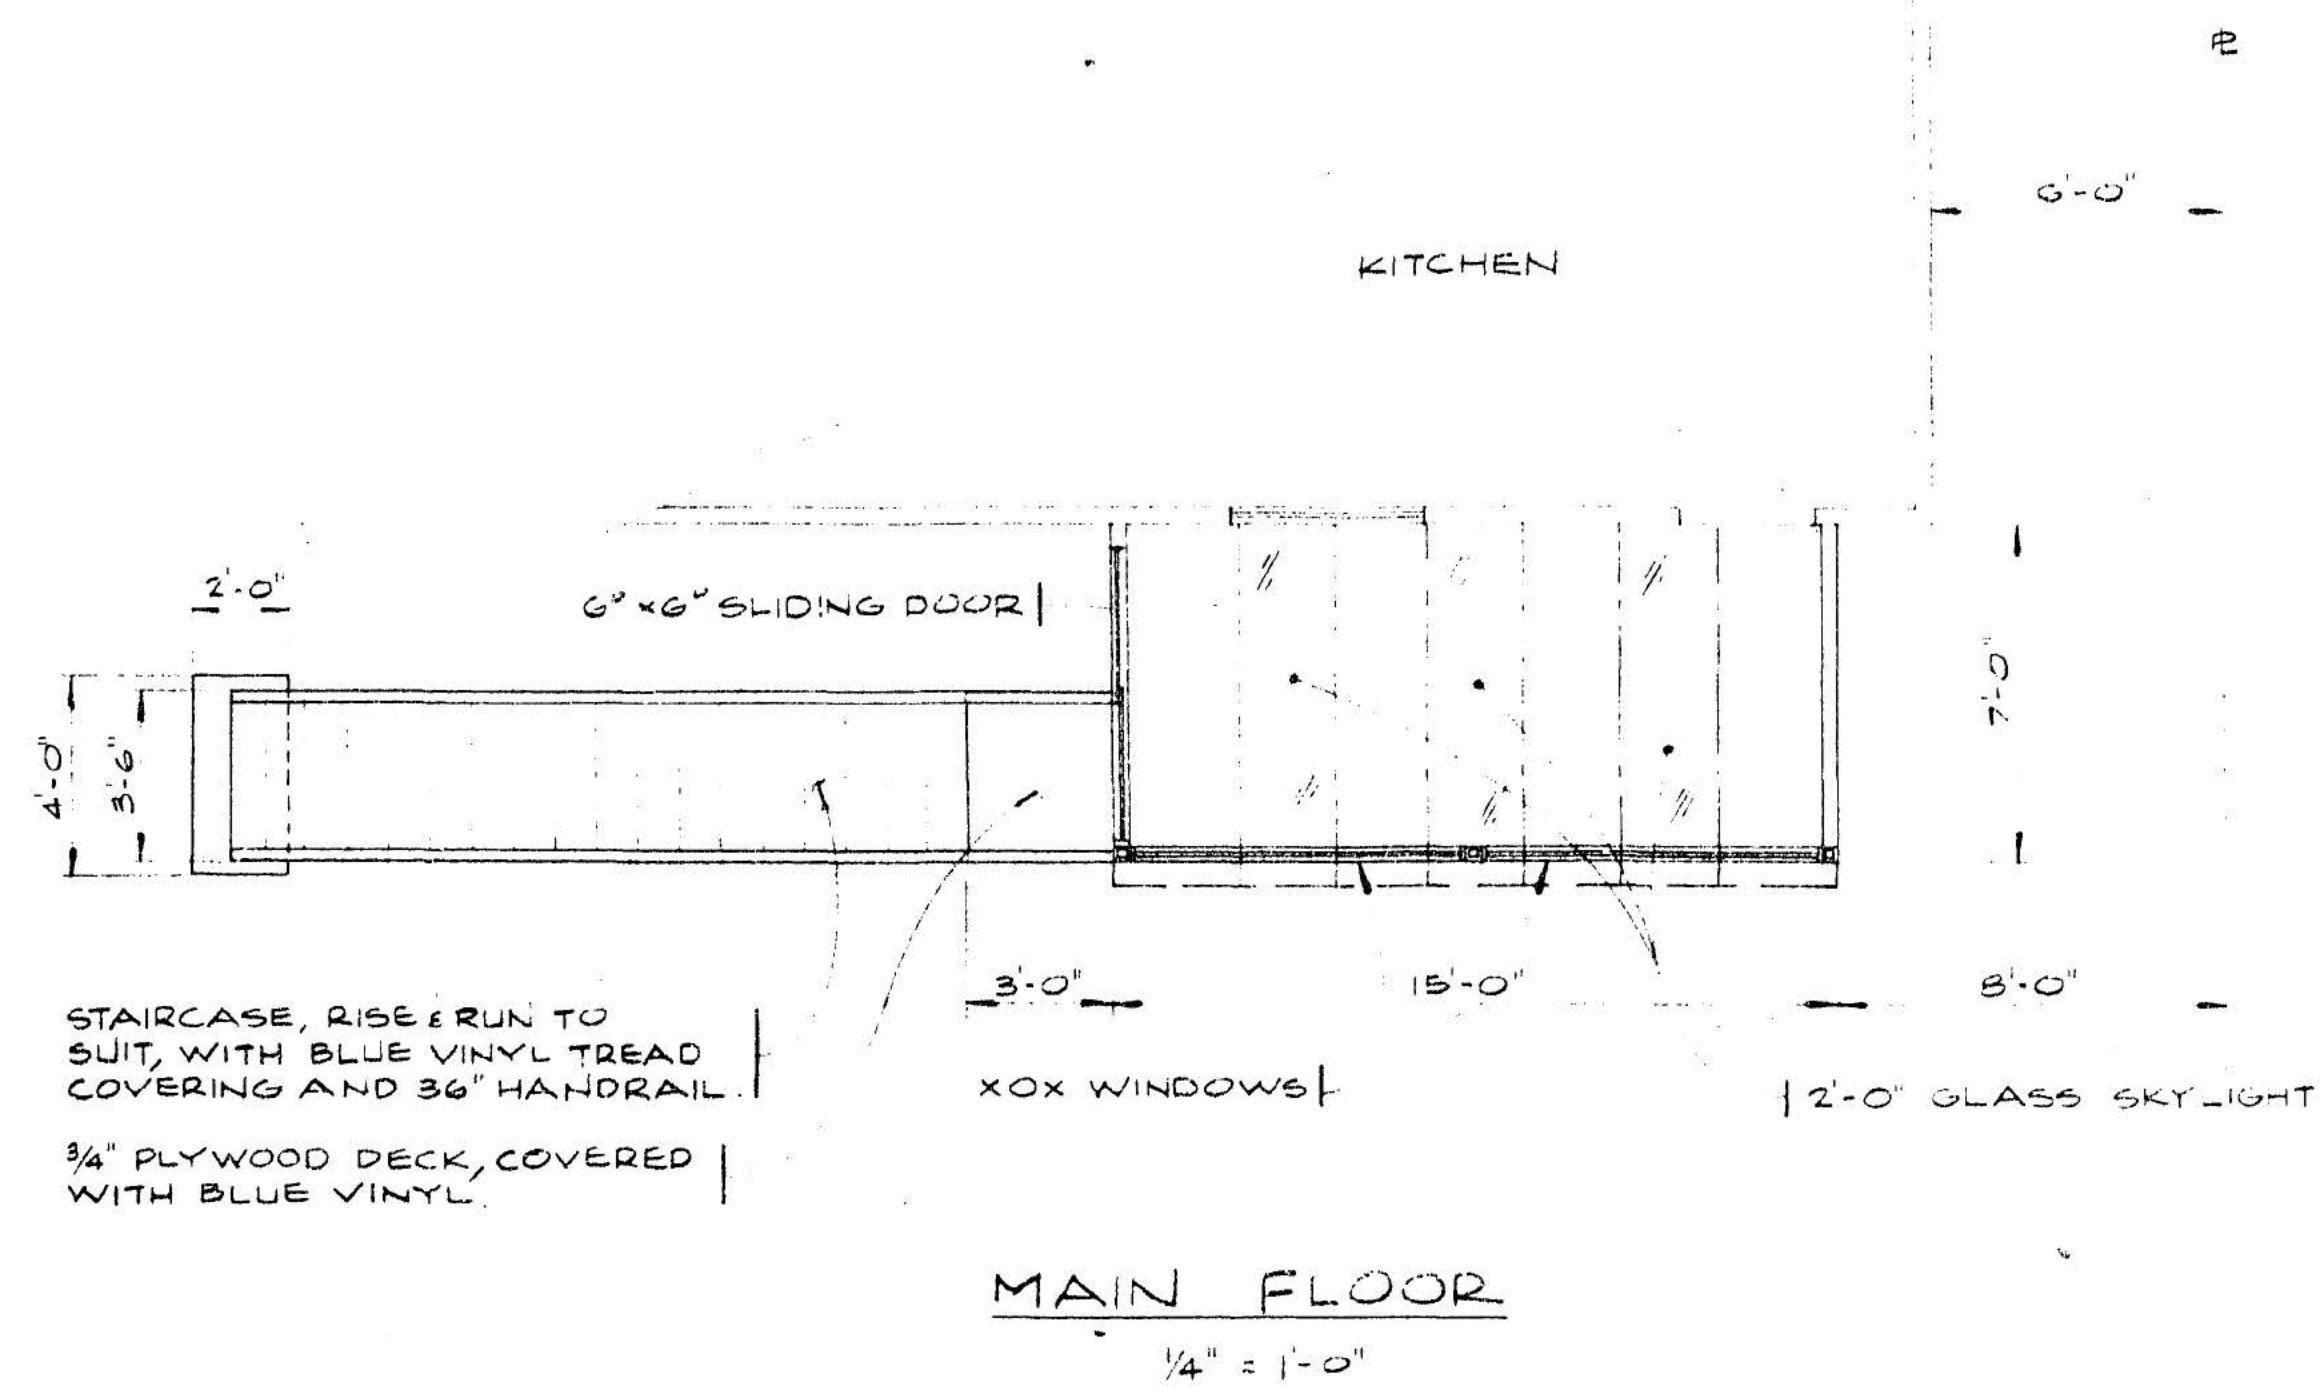 ℄
6'-0"
KITCHEN
2'-0"
6⁰ x 6⁸ SLIDING DOOR
7'-0"
4'-0"
3'-6"
3'-0"
15'-0"
8'-0"
STAIRCASE, RISE & RUN TO
SUIT, WITH BLUE VINYL TREAD
COVERING AND 36" HANDRAIL.
XOX WINDOWS
2'-0" GLASS SKYLIGHT
3/4" PLYWOOD DECK, COVERED
WITH BLUE VINYL.
MAIN FLOOR
1/4" = 1'-0"